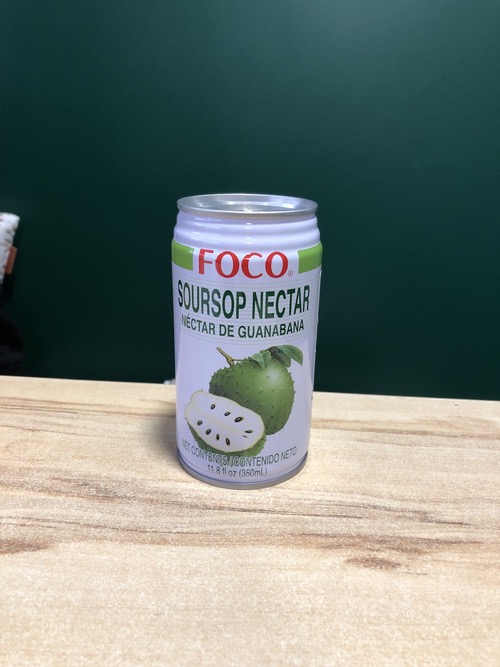 FOCO®
SOURSOP NECTAR
NÉCTAR DE GUANABANA
NET CONTENTS / CONTENIDO NETO
11.8 fl oz (350mL)